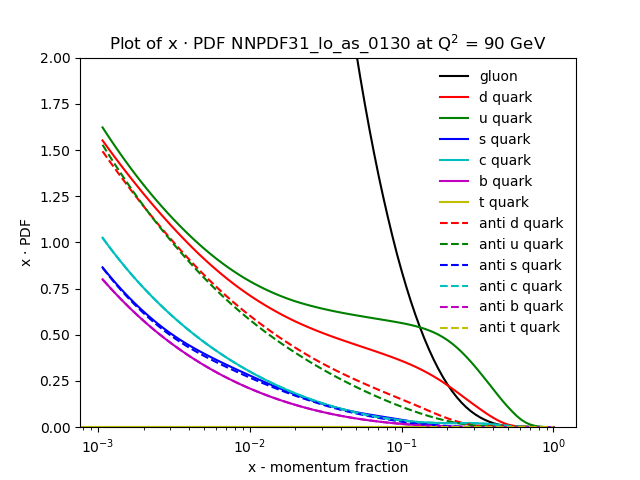 Plot of x · PDF NNPDF31_lo_as_0130 at Q² = 90 GeV
x · PDF
2.00
1.75
1.50
1.25
1.00
0.75
0.50
0.25
0.00
gluon
d quark
u quark
s quark
c quark
b quark
t quark
anti d quark
anti u quark
anti s quark
anti c quark
anti b quark
anti t quark
10⁻³ 10⁻² 10⁻¹ 10⁰
x - momentum fraction